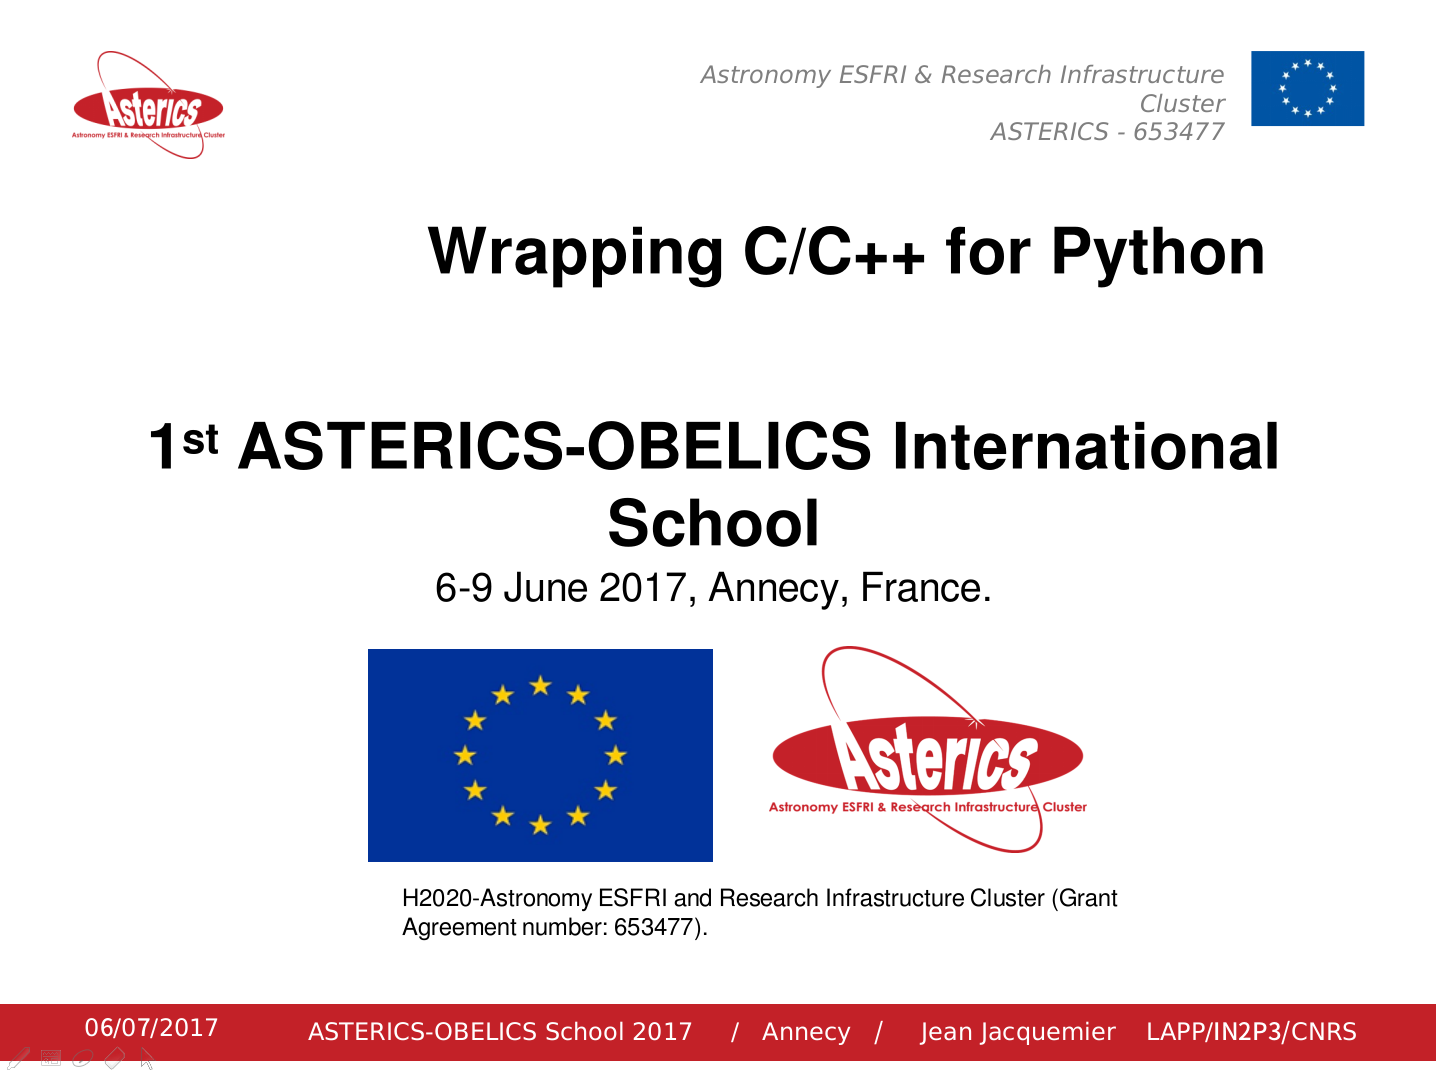 Asterics
Astronomy ESFRI & Research Infrastructure Cluster
Astronomy ESFRI & Research Infrastructure
Cluster
ASTERICS - 653477
Wrapping C/C++ for Python
1st ASTERICS-OBELICS International
School
6-9 June 2017, Annecy, France.
Asterics
Astronomy ESFRI & Research Infrastructure Cluster
H2020-Astronomy ESFRI and Research Infrastructure Cluster (Grant
Agreement number: 653477).
06/07/2017 ASTERICS-OBELICS School 2017 / Annecy / Jean Jacquemier LAPP/IN2P3/CNRS